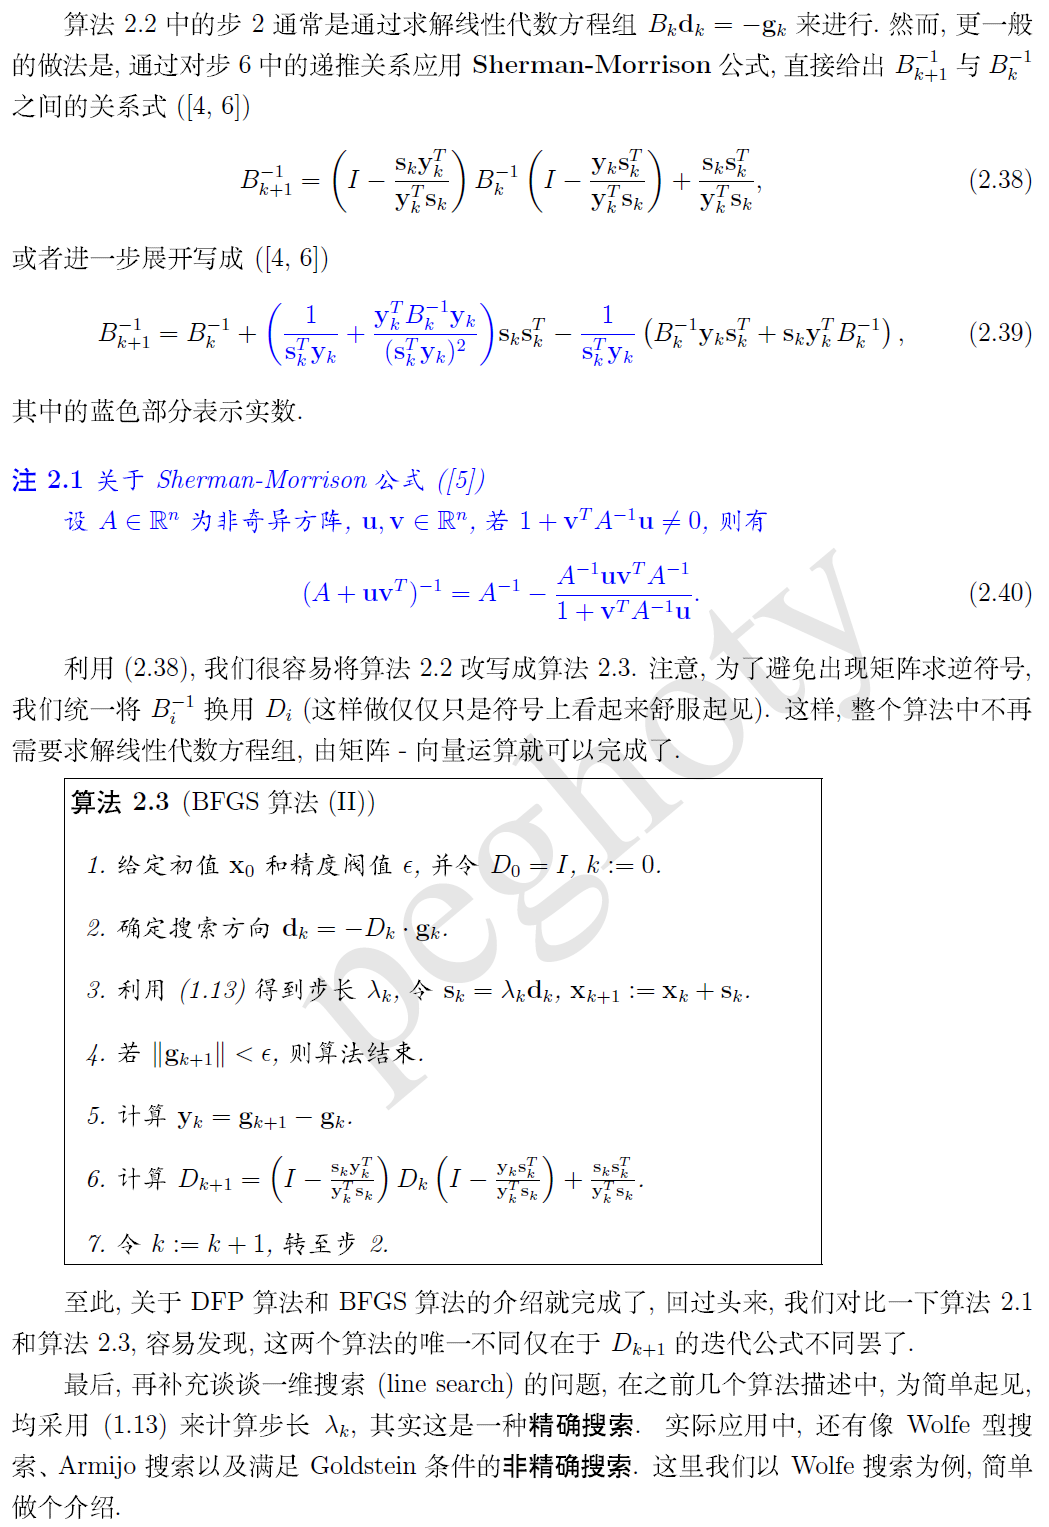 算法 2.2 中的步 2 通常是通过求解线性代数方程组 $B_k\mathbf{d}_k = -\mathbf{g}_k$ 来进行. 然而, 更一般
的做法是, 通过对步 6 中的递推关系应用 Sherman-Morrison 公式, 直接给出 $B_{k+1}^{-1}$ 与 $B_k^{-1}$
之间的关系式 ([4, 6])
$B_{k+1}^{-1} = \left(I - \frac{\mathbf{s}_k\mathbf{y}_k^T}{\mathbf{y}_k^T\mathbf{s}_k}\right) B_k^{-1} \left(I - \frac{\mathbf{y}_k\mathbf{s}_k^T}{\mathbf{y}_k^T\mathbf{s}_k}\right) + \frac{\mathbf{s}_k\mathbf{s}_k^T}{\mathbf{y}_k^T\mathbf{s}_k},$ (2.38)
或者进一步展开写成 ([4, 6])
$B_{k+1}^{-1} = B_k^{-1} + \left(\frac{1}{\mathbf{s}_k^T\mathbf{y}_k} + \frac{\mathbf{y}_k^T B_k^{-1}\mathbf{y}_k}{(\mathbf{s}_k^T\mathbf{y}_k)^2}\right)\mathbf{s}_k\mathbf{s}_k^T - \frac{1}{\mathbf{s}_k^T\mathbf{y}_k}\left(B_k^{-1}\mathbf{y}_k\mathbf{s}_k^T + \mathbf{s}_k\mathbf{y}_k^T B_k^{-1}\right),$ (2.39)
其中的蓝色部分表示实数.
注 2.1 关于 Sherman-Morrison 公式 ([5])
设 $A \in \mathbb{R}^n$ 为非奇异方阵, $\mathbf{u}, \mathbf{v} \in \mathbb{R}^n$, 若 $1 + \mathbf{v}^T A^{-1}\mathbf{u} \neq 0$, 则有
$(A + \mathbf{u}\mathbf{v}^T)^{-1} = A^{-1} - \frac{A^{-1}\mathbf{u}\mathbf{v}^T A^{-1}}{1 + \mathbf{v}^T A^{-1}\mathbf{u}}.$ (2.40)
利用 (2.38), 我们很容易将算法 2.2 改写成算法 2.3. 注意, 为了避免出现矩阵求逆符号,
我们统一将 $B_i^{-1}$ 换用 $D_i$ (这样做仅仅只是符号上看起来舒服起见). 这样, 整个算法中不再
需要求解线性代数方程组, 由矩阵 - 向量运算就可以完成了.
算法 2.3 (BFGS 算法 (II))
1. 给定初值 $\mathbf{x}_0$ 和精度阀值 $\epsilon$, 并令 $D_0 = I$, $k := 0$.
2. 确定搜索方向 $\mathbf{d}_k = -D_k \cdot \mathbf{g}_k$.
3. 利用 (1.13) 得到步长 $\lambda_k$, 令 $\mathbf{s}_k = \lambda_k\mathbf{d}_k$, $\mathbf{x}_{k+1} := \mathbf{x}_k + \mathbf{s}_k$.
4. 若 $\|\mathbf{g}_{k+1}\| < \epsilon$, 则算法结束.
5. 计算 $\mathbf{y}_k = \mathbf{g}_{k+1} - \mathbf{g}_k$.
6. 计算 $D_{k+1} = \left(I - \frac{\mathbf{s}_k\mathbf{y}_k^T}{\mathbf{y}_k^T\mathbf{s}_k}\right) D_k \left(I - \frac{\mathbf{y}_k\mathbf{s}_k^T}{\mathbf{y}_k^T\mathbf{s}_k}\right) + \frac{\mathbf{s}_k\mathbf{s}_k^T}{\mathbf{y}_k^T\mathbf{s}_k}$.
7. 令 $k := k + 1$, 转至步 2.
至此, 关于 DFP 算法和 BFGS 算法的介绍就完成了, 回过头来, 我们对比一下算法 2.1
和算法 2.3, 容易发现, 这两个算法的唯一不同仅在于 $D_{k+1}$ 的迭代公式不同罢了.
最后, 再补充谈谈一维搜索 (line search) 的问题, 在之前几个算法描述中, 为简单起见,
均采用 (1.13) 来计算步长 $\lambda_k$, 其实这是一种精确搜索. 实际应用中, 还有像 Wolfe 型搜
索、Armijo 搜索以及满足 Goldstein 条件的非精确搜索. 这里我们以 Wolfe 搜索为例, 简单
做个介绍.
peghoty